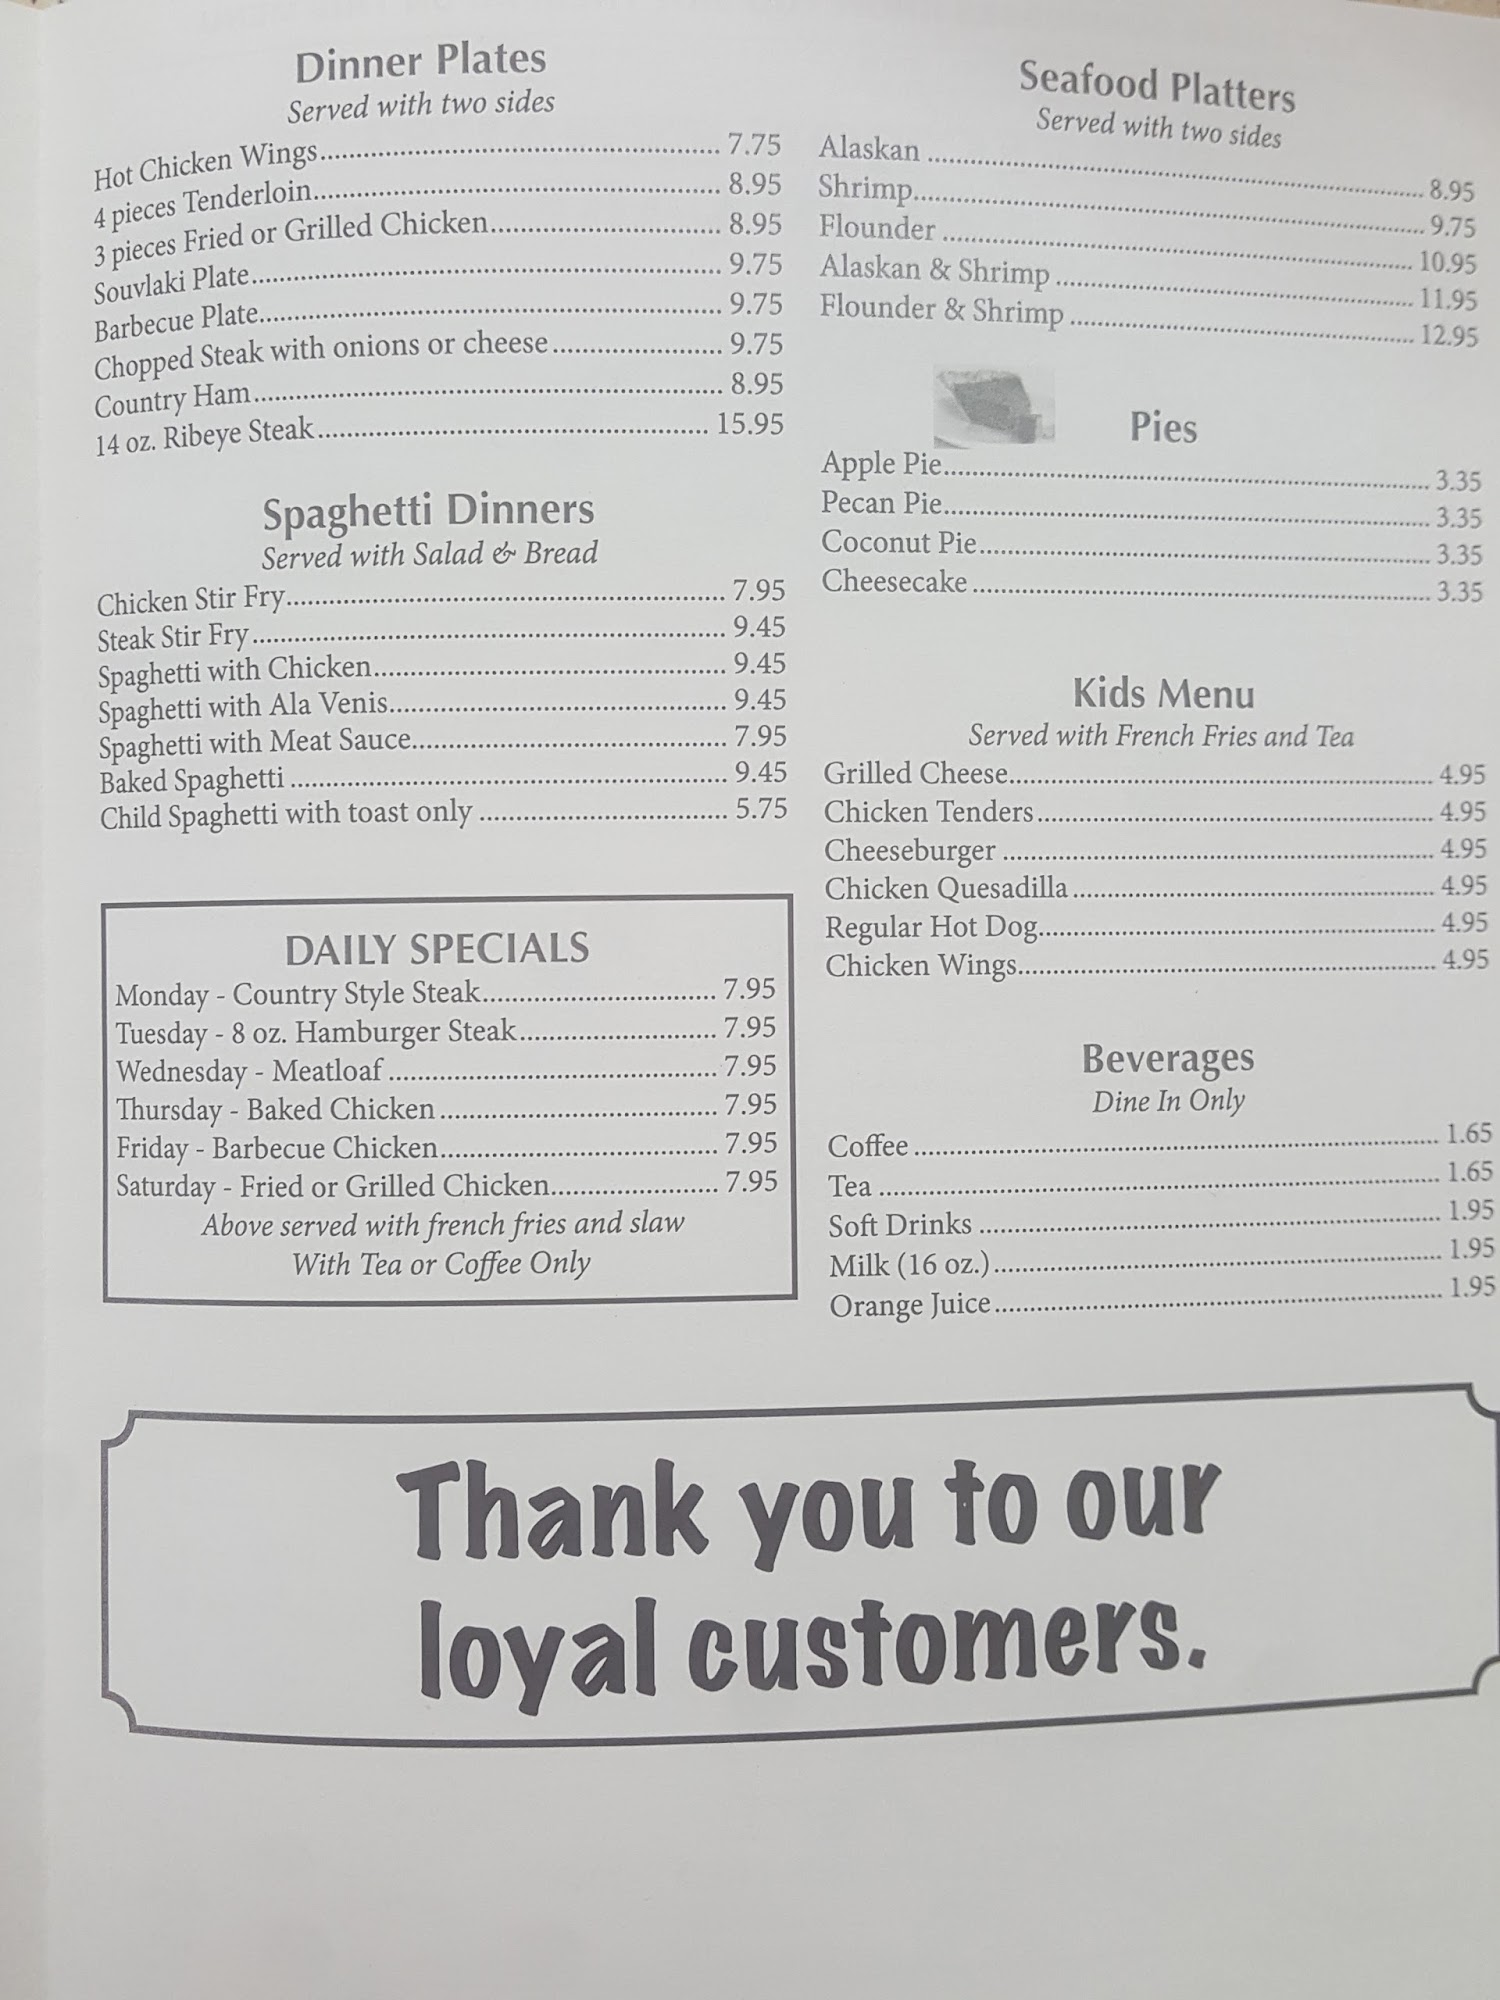 Dinner Plates
Served with two sides
Hot Chicken Wings........ 7.75
4 pieces Tenderloin........ 8.95
3 pieces Fried or Grilled Chicken........ 8.95
Souvlaki Plate........ 9.75
Barbecue Plate........ 9.75
Chopped Steak with onions or cheese........ 9.75
Country Ham........ 8.95
14 oz. Ribeye Steak........ 15.95
Spaghetti Dinners
Served with Salad & Bread
Chicken Stir Fry........ 7.95
Steak Stir Fry........ 9.45
Spaghetti with Chicken........ 9.45
Spaghetti with Ala Venis........ 9.45
Spaghetti with Meat Sauce........ 7.95
Baked Spaghetti ........ 9.45
Child Spaghetti with toast only ........ 5.75
DAILY SPECIALS
Monday - Country Style Steak........ 7.95
Tuesday - 8 oz. Hamburger Steak........ 7.95
Wednesday - Meatloaf ........ 7.95
Thursday - Baked Chicken ........ 7.95
Friday - Barbecue Chicken........ 7.95
Saturday - Fried or Grilled Chicken........ 7.95
Above served with french fries and slaw
With Tea or Coffee Only
Seafood Platters
Served with two sides
Alaskan ........ 8.95
Shrimp........ 9.75
Flounder ........ 10.95
Alaskan & Shrimp ........ 11.95
Flounder & Shrimp ........ 12.95
Pies
Apple Pie........ 3.35
Pecan Pie........ 3.35
Coconut Pie........ 3.35
Cheesecake ........ 3.35
Kids Menu
Served with French Fries and Tea
Grilled Cheese........ 4.95
Chicken Tenders........ 4.95
Cheeseburger ........ 4.95
Chicken Quesadilla........ 4.95
Regular Hot Dog........ 4.95
Chicken Wings........ 4.95
Beverages
Dine In Only
Coffee ........ 1.65
Tea ........ 1.65
Soft Drinks ........ 1.95
Milk (16 oz.)........ 1.95
Orange Juice........ 1.95
Thank you to our
loyal customers.